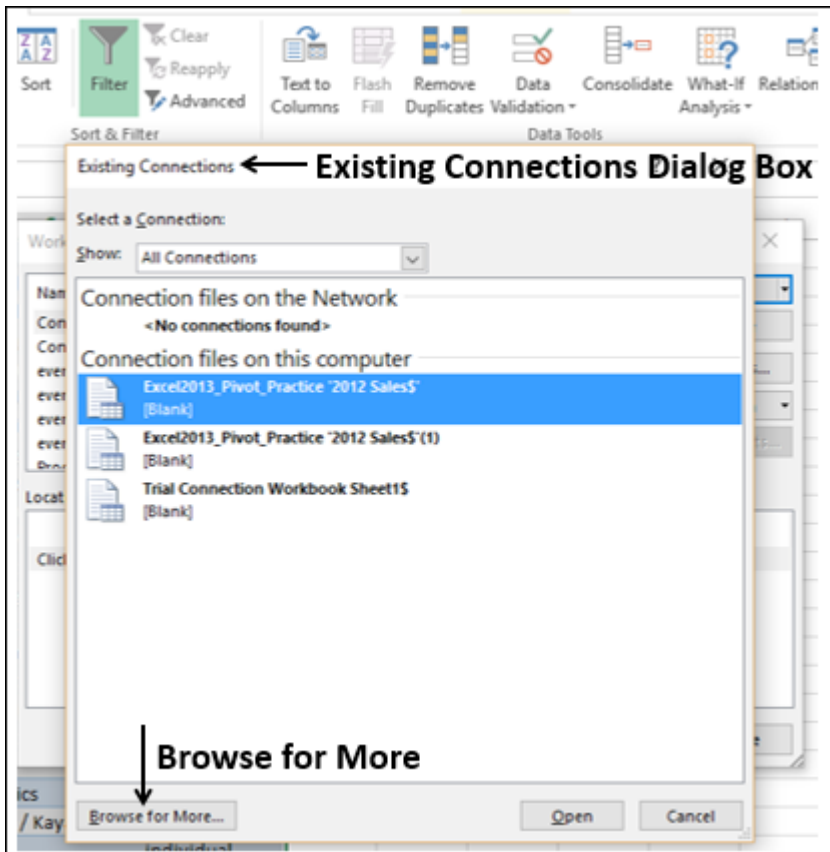 Clear
Reapply
Advanced
Sort
Filter
Text to Columns
Flash Fill
Remove Duplicates
Data Validation
Consolidate
What-If Analysis
Sort & Filter
Data Tools
Existing Connections
Existing Connections Dialog Box
Select a Connection:
Show:
All Connections
Connection files on the Network
<No connections found>
Connection files on this computer
Excel2013_Pivot_Practice '2012 Sales$'
[Blank]
Excel2013_Pivot_Practice '2012 Sales$'(1)
[Blank]
Trial Connection Workbook Sheet1$
[Blank]
Browse for More
Browse for More...
Open
Cancel
/ Kay
individual